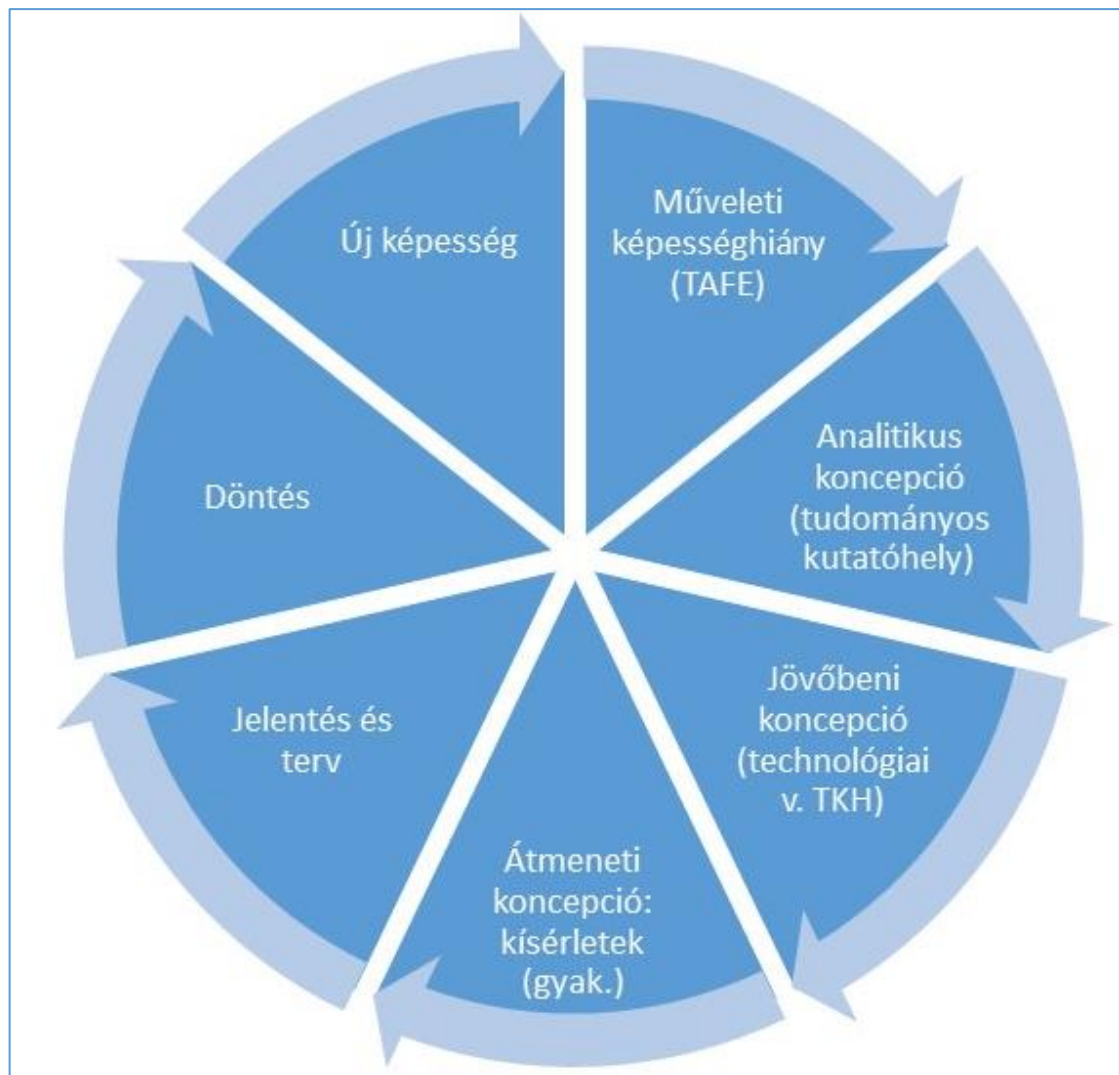 Műveleti
képességhiány
(TAFE)
Analitikus
koncepció
(tudományos
kutatóhely)
Jövőbeni
koncepció
(technológiai
v. TKH)
Átmeneti
koncepció:
kísérletek
(gyak.)
Jelentés és
terv
Döntés
Új képesség